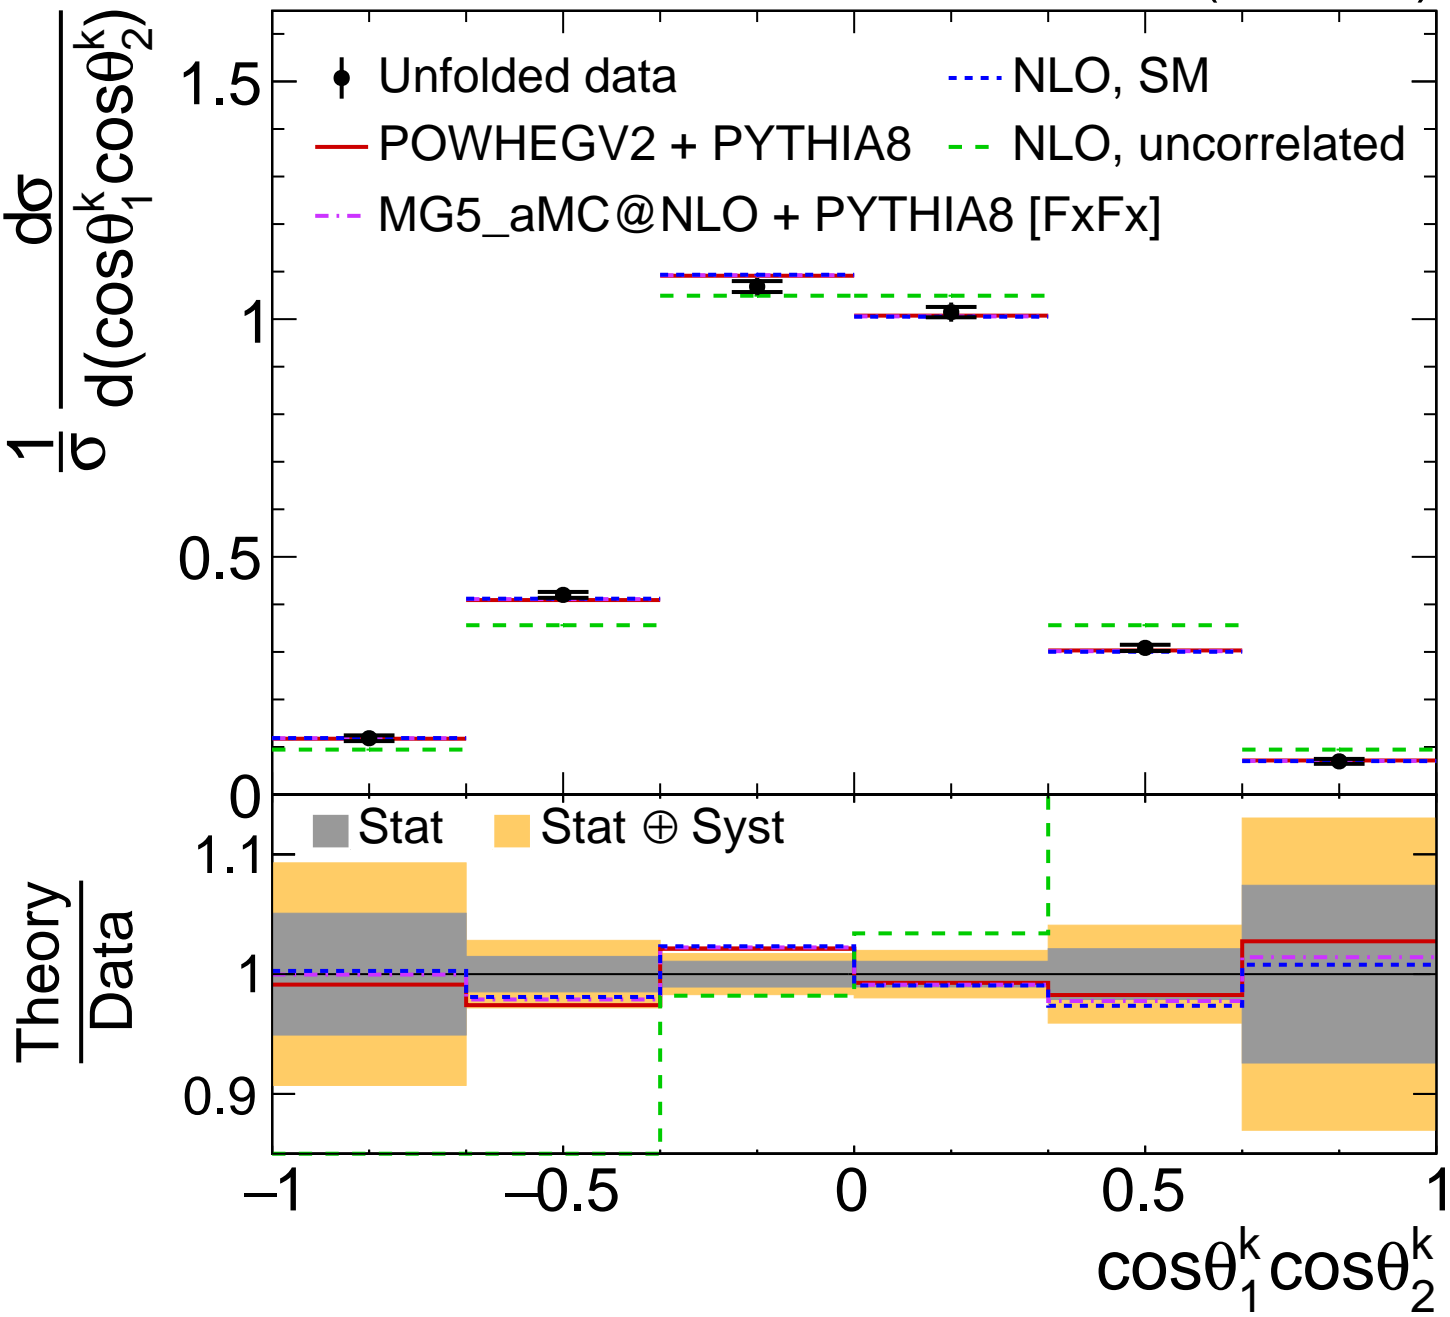 1/σ dσ/d(cosθ₁ᵏcosθ₂ᵏ)
1.5
1
0.5
0
Unfolded data
NLO, SM
POWHEGV2 + PYTHIA8
NLO, uncorrelated
MG5_aMC@NLO + PYTHIA8 [FxFx]
Theory
Data
1.1
1
0.9
Stat
Stat ⊕ Syst
−1
−0.5
0
0.5
1
cosθ₁ᵏcosθ₂ᵏ